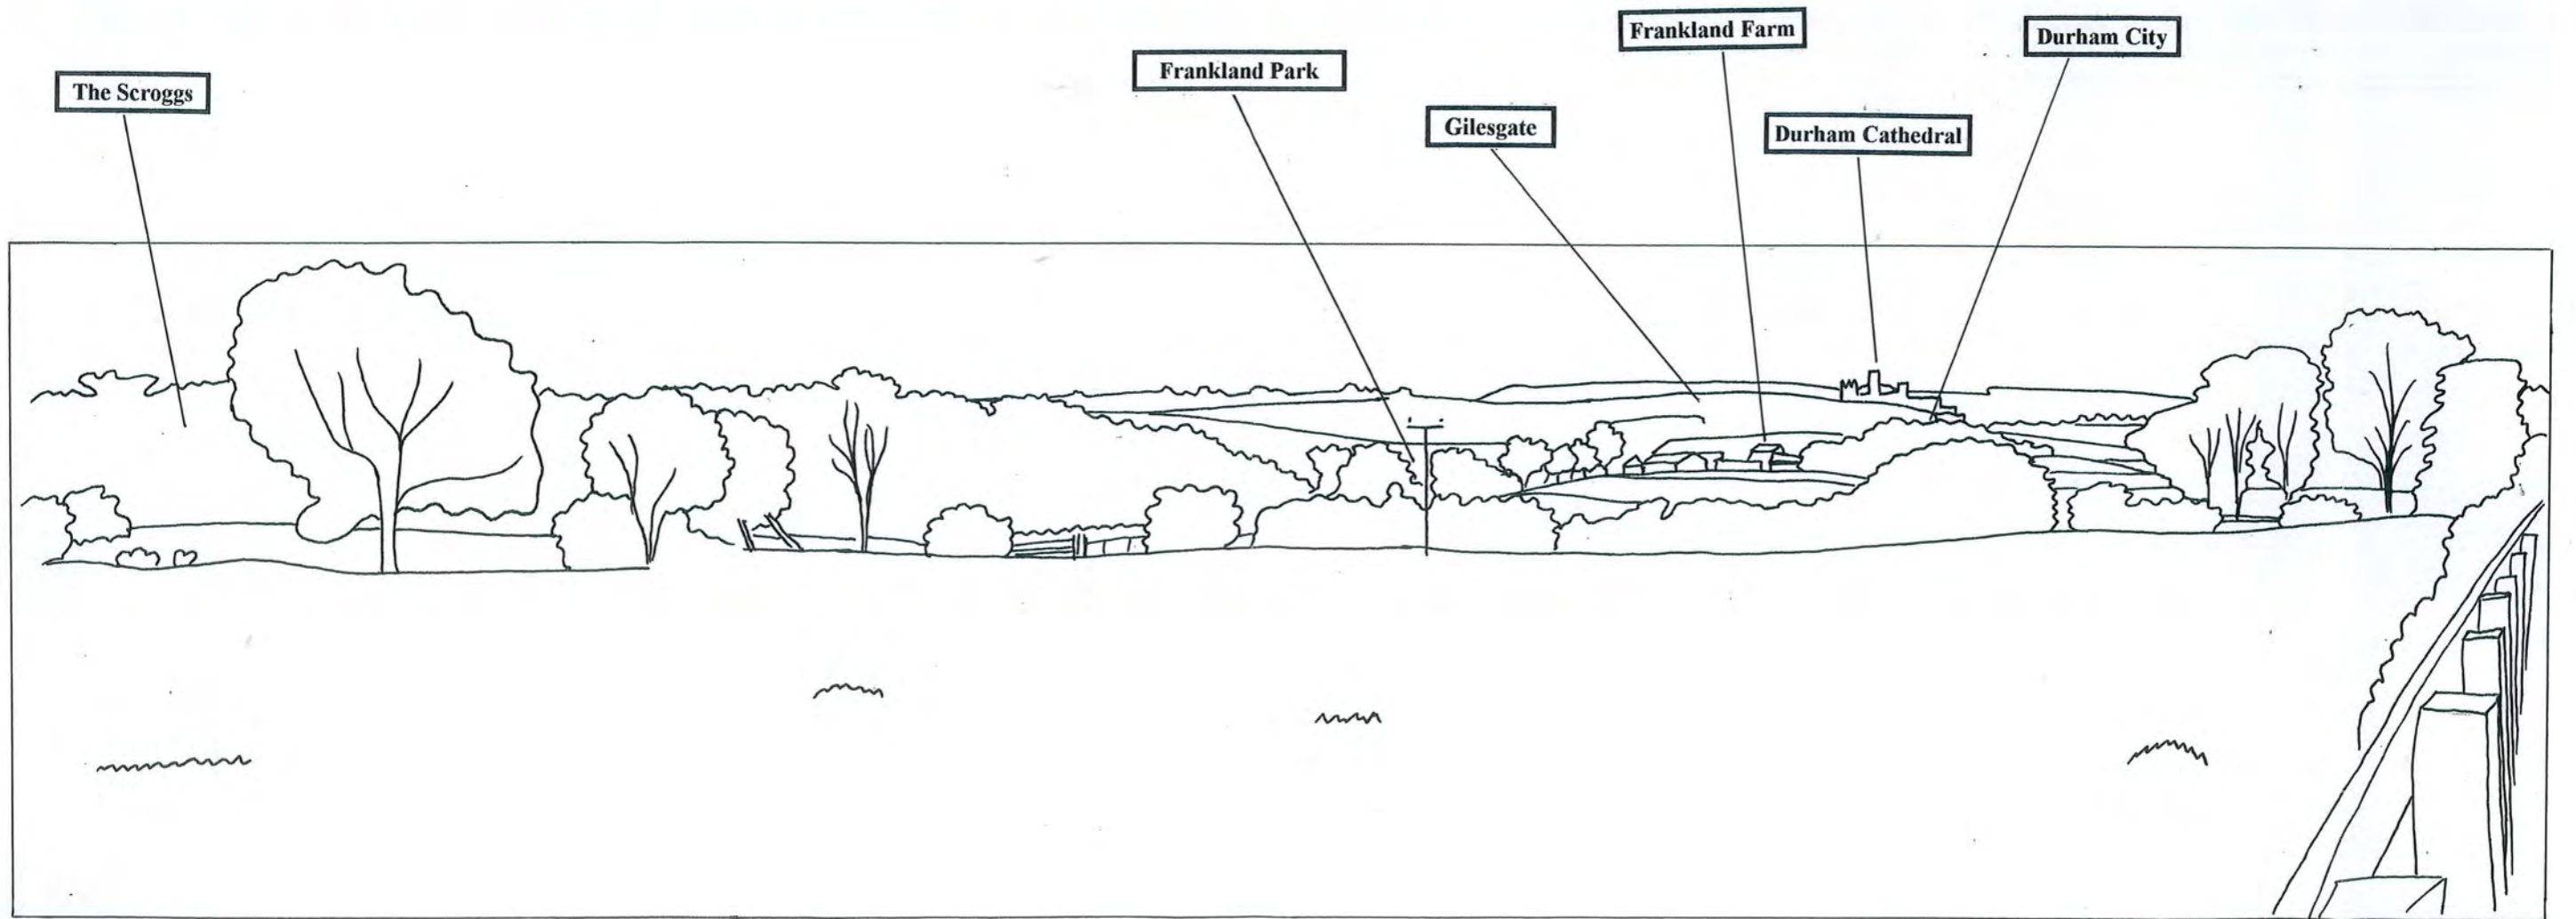 The Scroggs
Frankland Park
Gilesgate
Frankland Farm
Durham Cathedral
Durham City